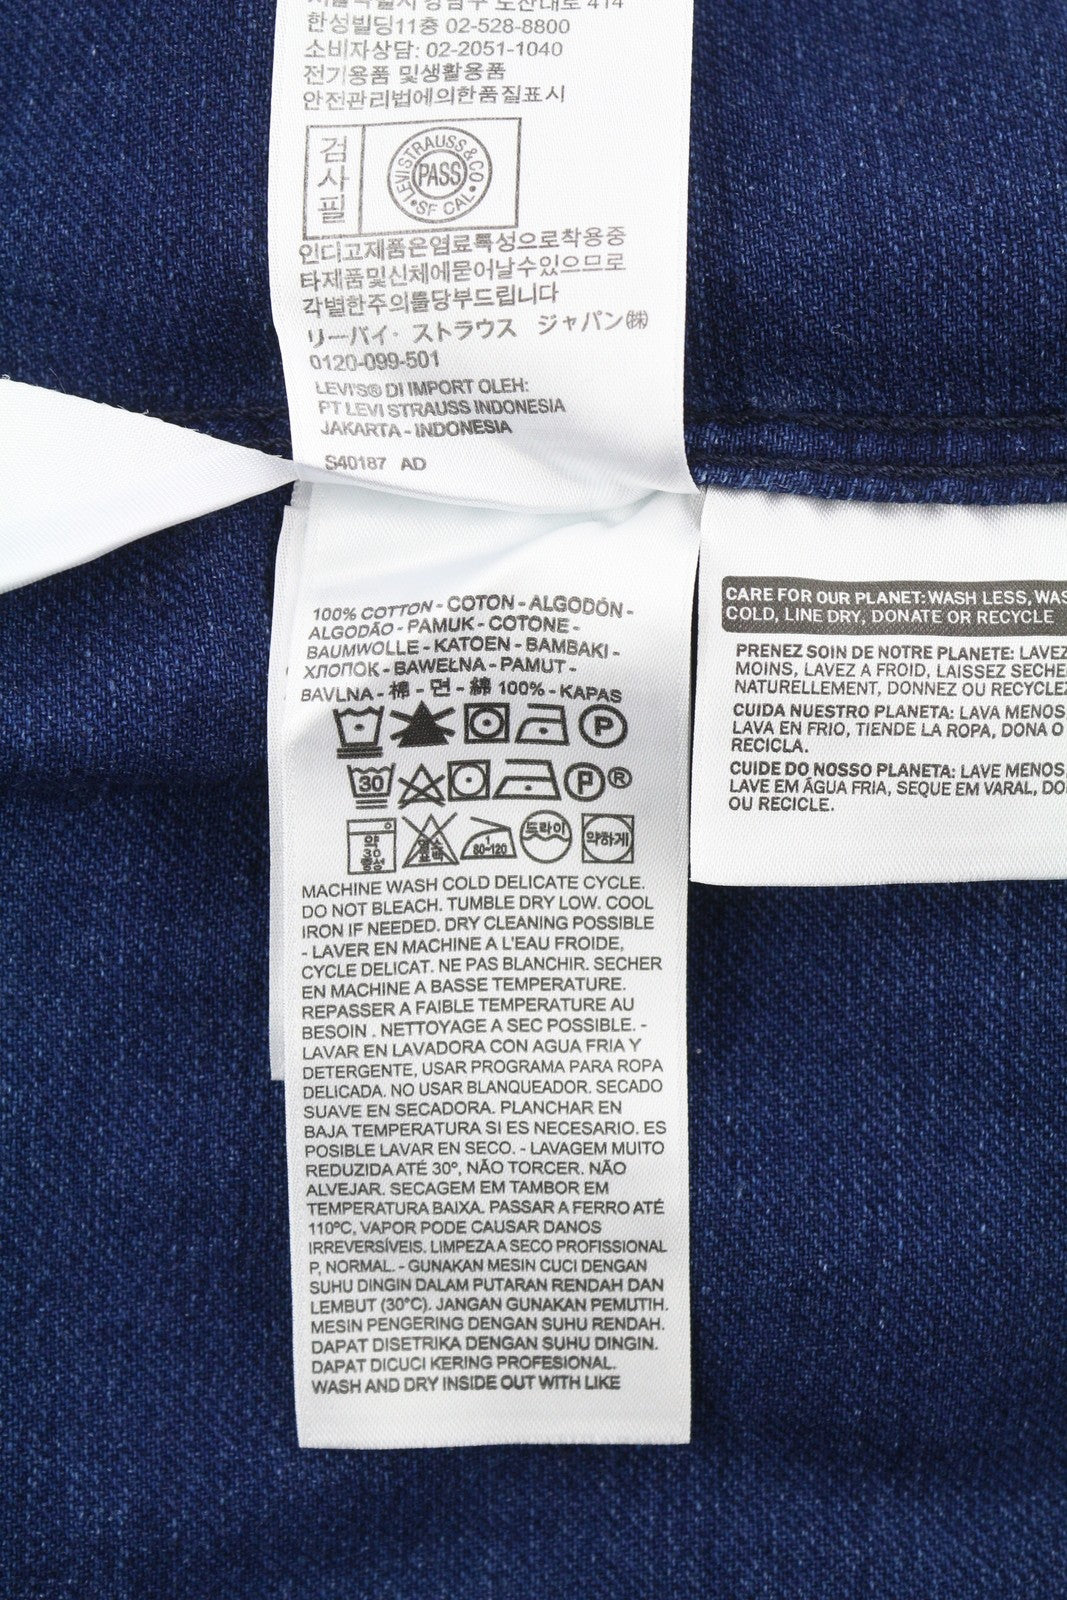 한성빌딩11층 02-528-8800
소비자상담: 02-2051-1040
전기용품 및생활용품
안전관리법에의한품질표시
검
사
필
LEVI STRAUSS & CO
PASS
SF CAL
인디고제품은염료특성으로착용중
타제품및신체에묻어날수있으므로
각별한주의를당부드립니다
リーバイ・ストラウス ジャパン㈱
0120-099-501
LEVI'S® DI IMPORT OLEH:
PT LEVI STRAUSS INDONESIA
JAKARTA - INDONESIA
S40187 AD
100% COTTON - COTON - ALGODÓN -
ALGODÃO - PAMUK - COTONE -
BAUMWOLLE - KATOEN - BAMBAKI -
ХЛОПОК - BAWEŁNA - PAMUT -
BAVLNA - 棉 - 면 - 綿 100% - KAPAS
P
30 P ®
약
30
중성
염소
표백
1
80~120
드라이
약하게
MACHINE WASH COLD DELICATE CYCLE.
DO NOT BLEACH. TUMBLE DRY LOW. COOL
IRON IF NEEDED. DRY CLEANING POSSIBLE
- LAVER EN MACHINE A L'EAU FROIDE,
CYCLE DELICAT. NE PAS BLANCHIR. SECHER
EN MACHINE A BASSE TEMPERATURE.
REPASSER A FAIBLE TEMPERATURE AU
BESOIN . NETTOYAGE A SEC POSSIBLE. -
LAVAR EN LAVADORA CON AGUA FRIA Y
DETERGENTE, USAR PROGRAMA PARA ROPA
DELICADA. NO USAR BLANQUEADOR. SECADO
SUAVE EN SECADORA. PLANCHAR EN
BAJA TEMPERATURA SI ES NECESARIO. ES
POSIBLE LAVAR EN SECO. - LAVAGEM MUITO
REDUZIDA ATÉ 30º, NÃO TORCER. NÃO
ALVEJAR. SECAGEM EM TAMBOR EM
TEMPERATURA BAIXA. PASSAR A FERRO ATÉ
110ºC, VAPOR PODE CAUSAR DANOS
IRREVERSÍVEIS. LIMPEZA A SECO PROFISSIONAL
P, NORMAL. - GUNAKAN MESIN CUCI DENGAN
SUHU DINGIN DALAM PUTARAN RENDAH DAN
LEMBUT (30°C). JANGAN GUNAKAN PEMUTIH.
MESIN PENGERING DENGAN SUHU RENDAH.
DAPAT DISETRIKA DENGAN SUHU DINGIN.
DAPAT DICUCI KERING PROFESIONAL.
WASH AND DRY INSIDE OUT WITH LIKE
CARE FOR OUR PLANET: WASH LESS, WAS
COLD, LINE DRY, DONATE OR RECYCLE
PRENEZ SOIN DE NOTRE PLANETE: LAVEZ
MOINS, LAVEZ A FROID, LAISSEZ SECHE
NATURELLEMENT, DONNEZ OU RECYCLEZ
CUIDA NUESTRO PLANETA: LAVA MENOS,
LAVA EN FRIO, TIENDE LA ROPA, DONA O
RECICLA.
CUIDE DO NOSSO PLANETA: LAVE MENOS,
LAVE EM ÁGUA FRIA, SEQUE EM VARAL, DO
OU RECICLE.